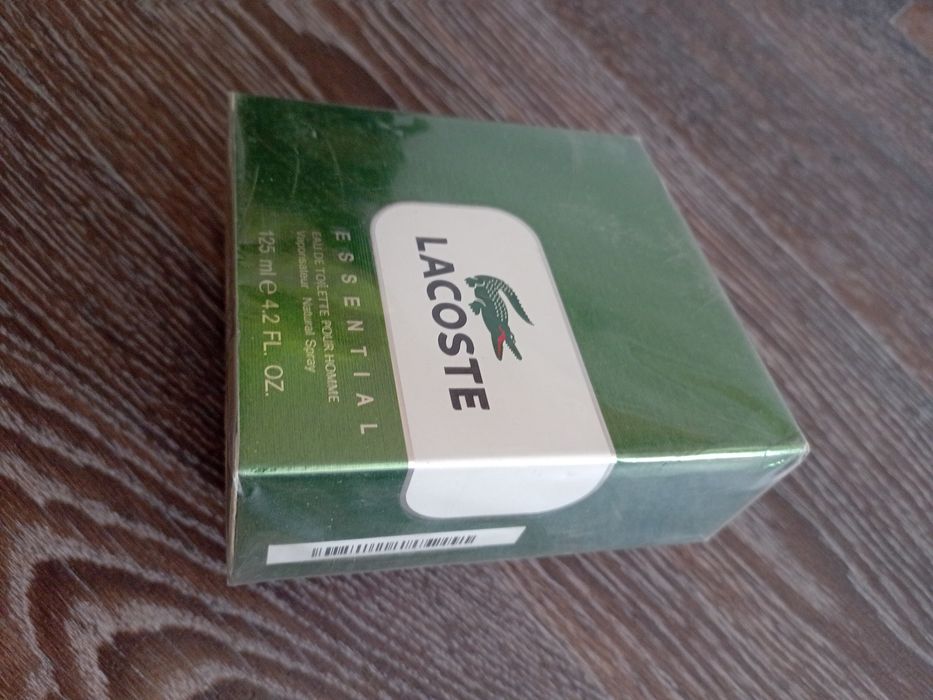 LACOSTE
ESSENTIAL
EAU DE TOILETTE POUR HOMME
Vaporisateur Natural Spray
125 ml e 4.2 FL. OZ.